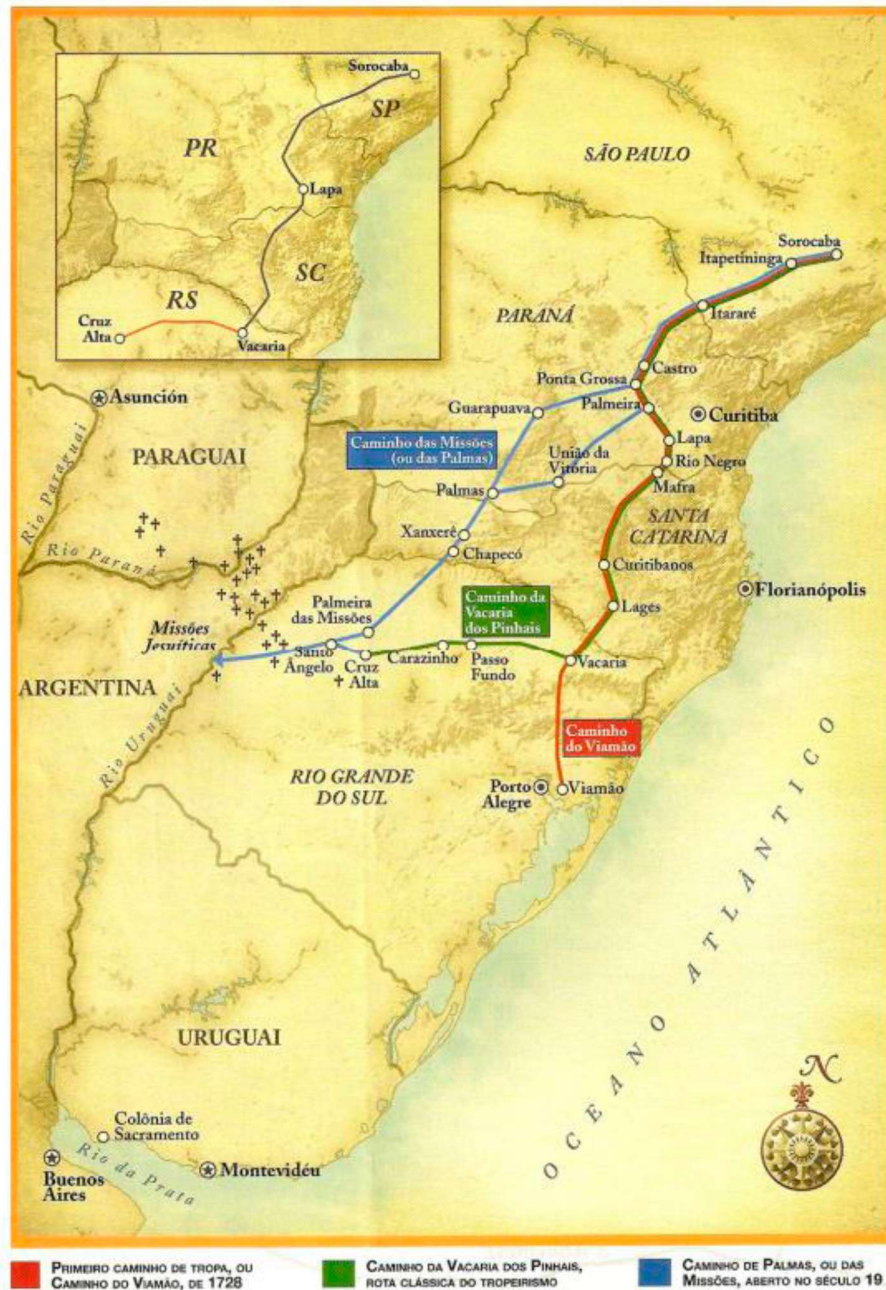 Sorocaba
SP
PR
Lapa
SC
RS
Cruz
Alta
Vacaria
SÃO PAULO
Sorocaba
Itapetininga
Itararé
PARANÁ
Castro
Ponta Grossa
Asunción
Guarapuava
Palmeira
Curitiba
Caminho das Missões
(ou das Palmas)
Lapa
PARAGUAI
União da
Vitória
Rio Negro
Mafra
Rio Paraguai
Palmas
SANTA
CATARINA
Xanxerê
Rio Paraná
Chapecó
Curitibanos
Florianópolis
Caminho da
Vacaria
dos Pinhais
Palmeira
das Missões
Lages
Missões
Jesuíticas
Santo
Ângelo
Cruz
Alta
Carazinho
Passo
Fundo
Vacaria
ARGENTINA
Rio Uruguai
Caminho
do Viamão
RIO GRANDE
DO SUL
Porto
Alegre
Viamão
OCEANO ATLÂNTICO
URUGUAI
N
Colônia de
Sacramento
Rio da Prata
Buenos
Aires
Montevidéu
PRIMEIRO CAMINHO DE TROPA, OU
CAMINHO DO VIAMÃO, DE 1728
CAMINHO DA VACARIA DOS PINHAIS,
ROTA CLÁSSICA DO TROPEIRISMO
CAMINHO DE PALMAS, OU DAS
MISSÕES, ABERTO NO SÉCULO 19